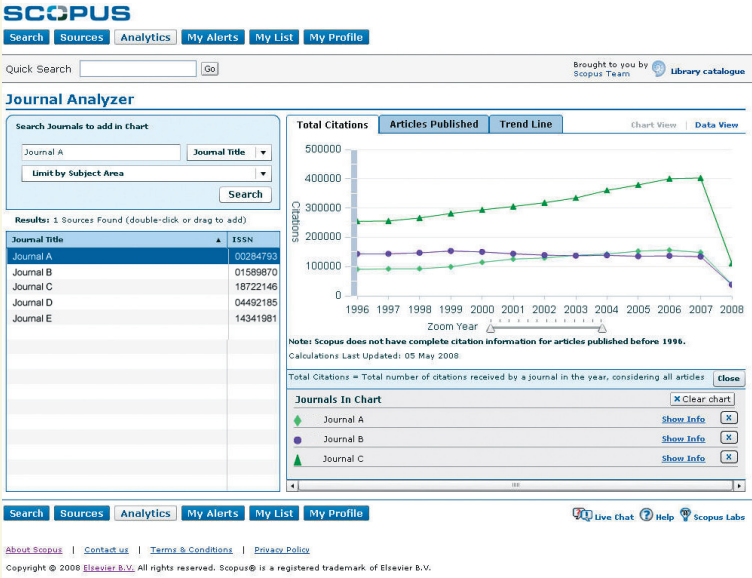 SCOPUS
Search Sources Analytics My Alerts My List My Profile
Quick Search Go
Brought to you by
Scopus Team Library catalogue
Journal Analyzer
Search Journals to add in Chart
Journal A Journal Title
Limit by Subject Area
Search
Results: 1 Sources Found (double-click or drag to add)
Journal Title ISSN
Journal A 00284793
Journal B 01589870
Journal C 18722146
Journal D 04492185
Journal E 14341981
Total Citations Articles Published Trend Line Chart View | Data View
500000
400000
300000
200000
100000
0
Citations
1996 1997 1998 1999 2000 2001 2002 2003 2004 2005 2006 2007 2008
Zoom Year
Note: Scopus does not have complete citation information for articles published before 1996.
Calculations Last Updated: 05 May 2008
Total Citations = Total number of citations received by a journal in the year, considering all articles Close
Journals In Chart x Clear chart
Journal A Show Info x
Journal B Show Info x
Journal C Show Info x
Search Sources Analytics My Alerts My List My Profile
Live Chat Help Scopus Labs
About Scopus | Contact us | Terms & Conditions | Privacy Policy
Copyright © 2008 Elsevier B.V. All rights reserved. Scopus® is a registered trademark of Elsevier B.V.